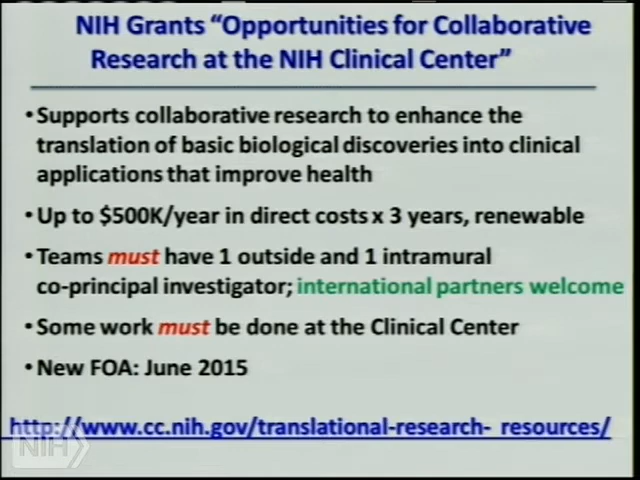 NIH Grants “Opportunities for Collaborative
Research at the NIH Clinical Center”
•Supports collaborative research to enhance the
translation of basic biological discoveries into clinical
applications that improve health
•Up to $500K/year in direct costs x 3 years, renewable
•Teams must have 1 outside and 1 intramural
co-principal investigator; international partners welcome
•Some work must be done at the Clinical Center
•New FOA: June 2015
http://www.cc.nih.gov/translational-research- resources/
NIH